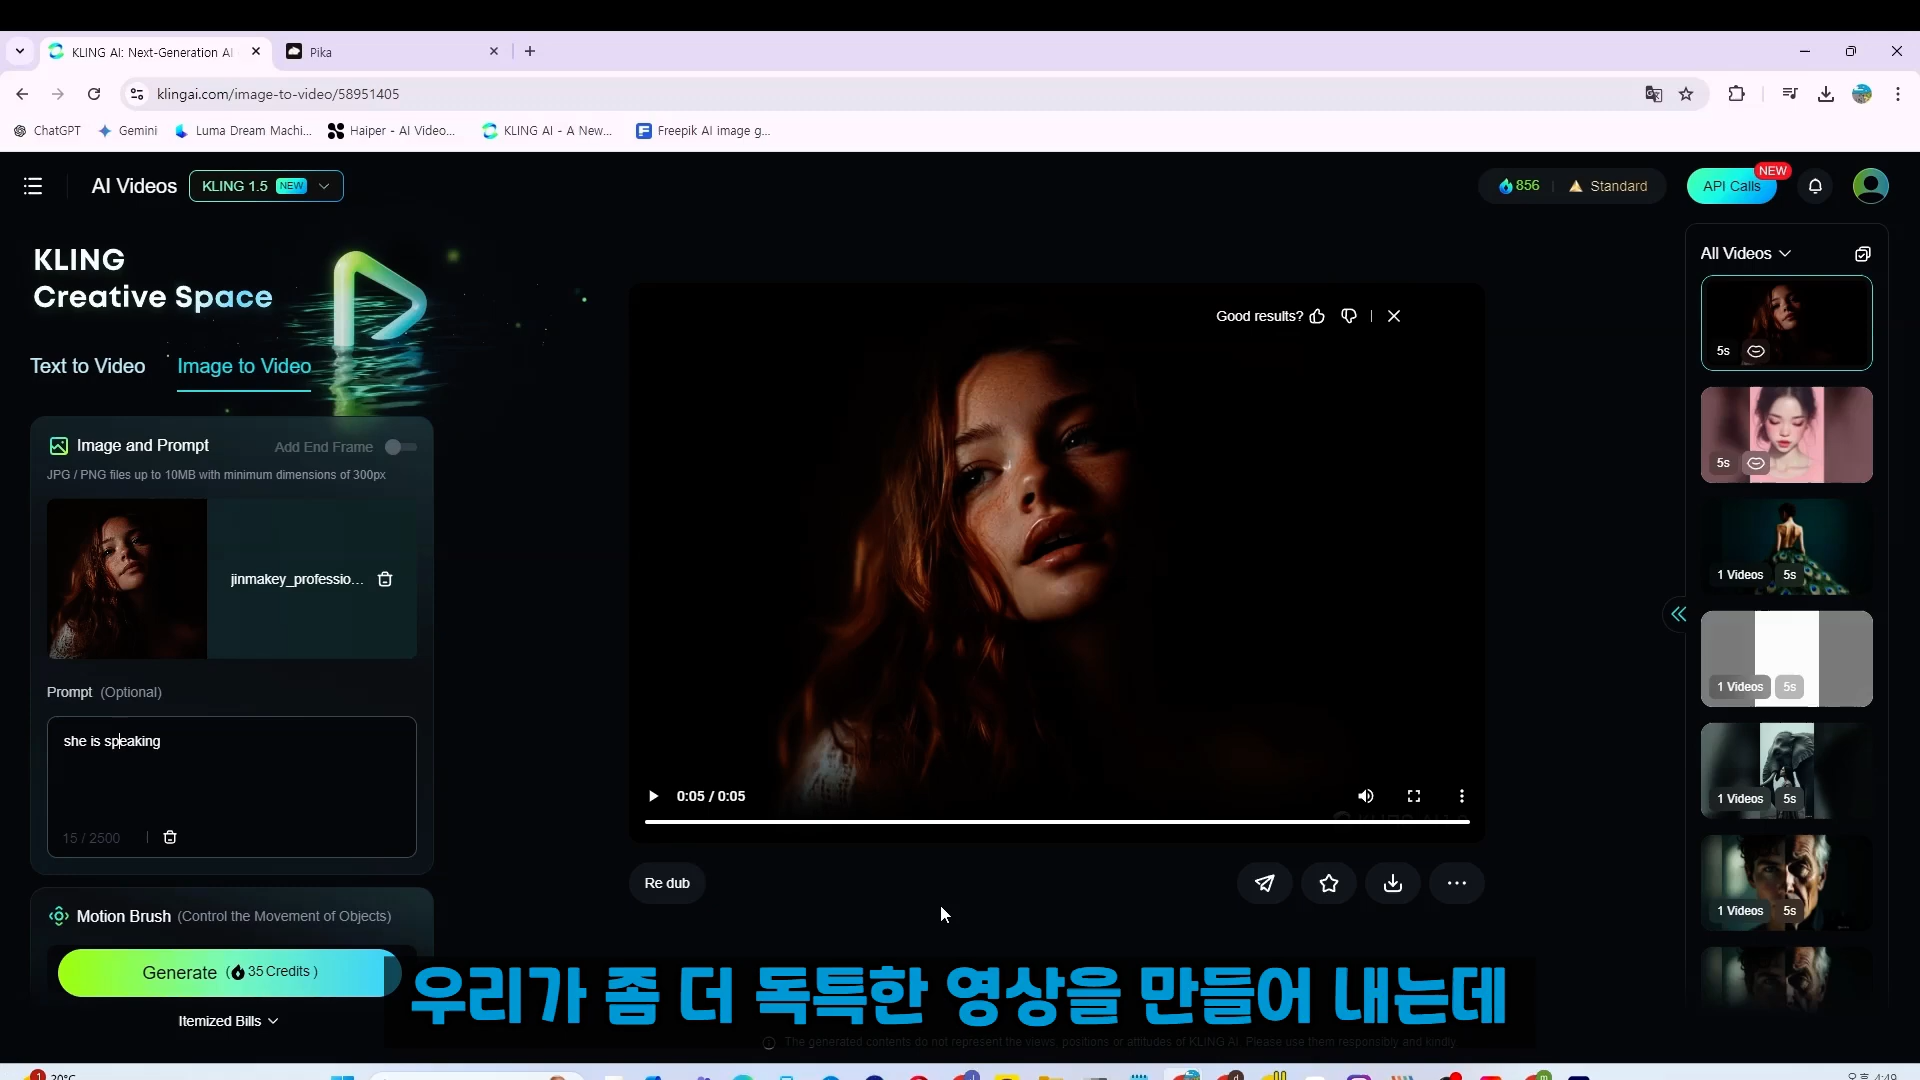 KLING AI: Next-Generation AI
Pika
klingai.com/image-to-video/58951405
ChatGPT
Gemini
Luma Dream Machi...
Haiper - AI Video...
KLING AI - A New...
Freepik AI image g...
AI Videos
KLING 1.5 NEW
856
Standard
API Calls
NEW
KLING
Creative Space
Text to Video
Image to Video
Image and Prompt
Add End Frame
JPG / PNG files up to 10MB with minimum dimensions of 300px
jinmakey_professio...
Prompt (Optional)
she is speaking
15 / 2500
Motion Brush (Control the Movement of Objects)
Generate ( 35 Credits )
Itemized Bills
Good results?
0:05 / 0:05
Re dub
All Videos
5s
5s
1 Videos 5s
1 Videos 5s
1 Videos 5s
1 Videos 5s
우리가 좀 더 독특한 영상을 만들어 내는데
The generated contents do not represent the views, positions or attitudes of KLING AI. Please use them responsibly and kindly.